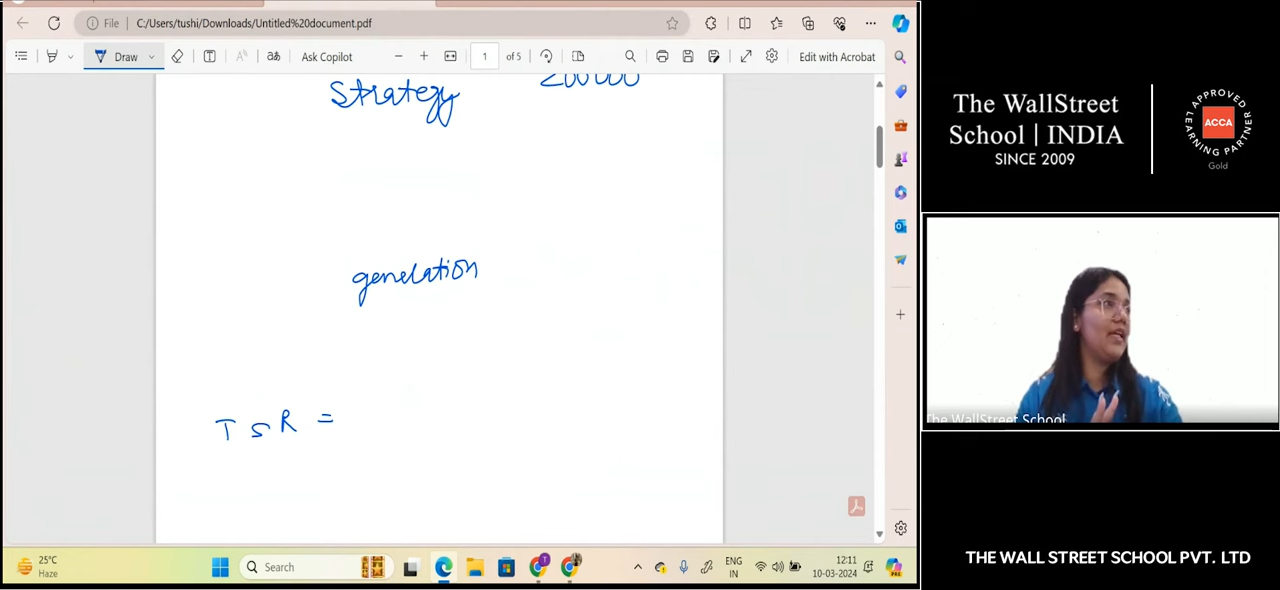 File C:/Users/tushi/Downloads/Untitled%20document.pdf
Draw A aあ Ask Copilot 1 of 5 Edit with Acrobat
Strategy 200000
genelation
T S R =
The WallStreet
School | INDIA
SINCE 2009
APPROVED
ACCA
LEARNING PARTNER
Gold
The WallStreet School
THE WALL STREET SCHOOL PVT. LTD
25°C
Haze
Search
ENG
IN
12:11
10-03-2024